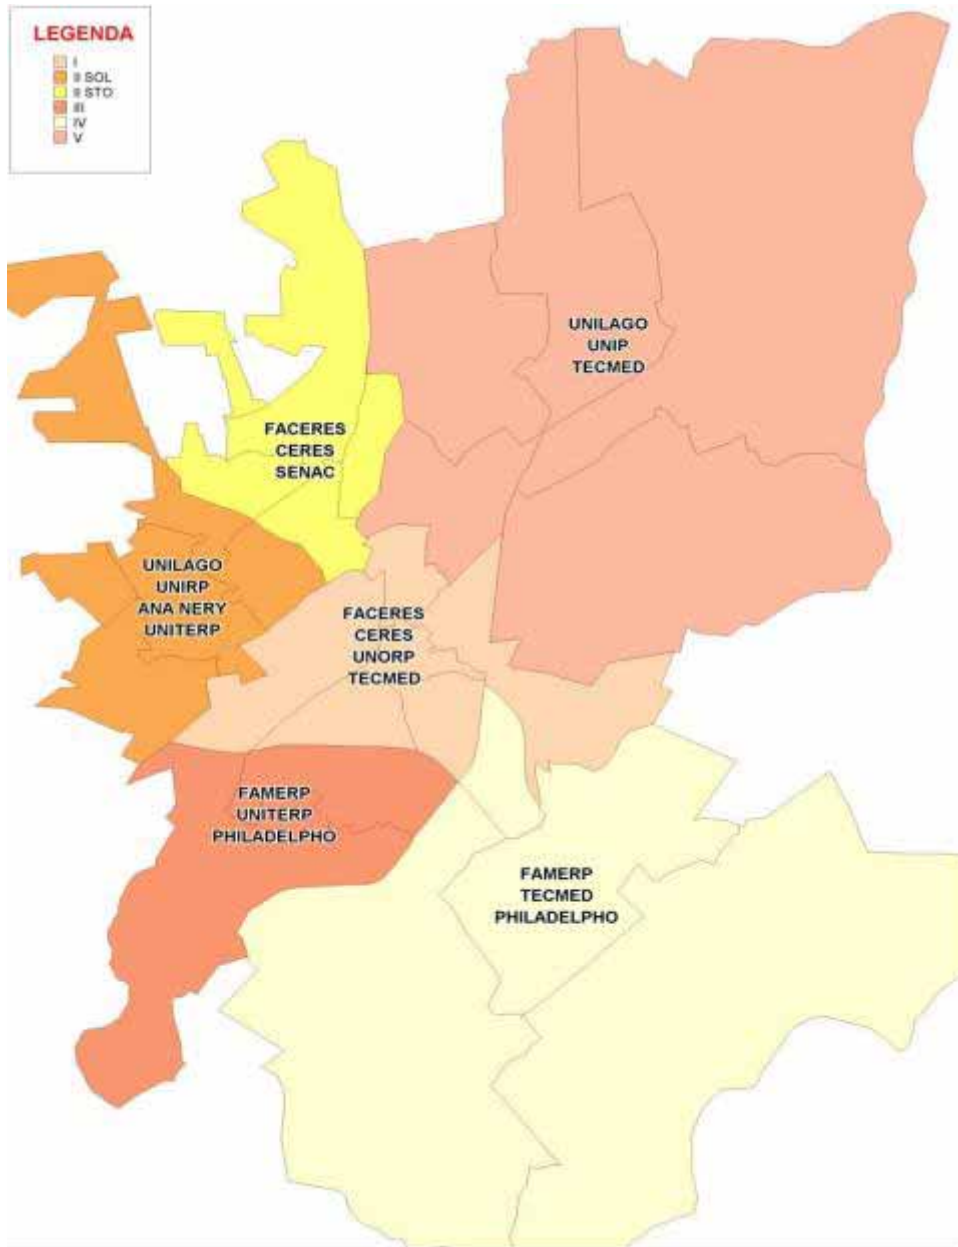 LEGENDA
I
II SOL
II STO
III
IV
V
UNILAGO
UNIP
TECMED
FACERES
CERES
SENAC
UNILAGO
UNIRP
ANA NERY
UNITERP
FACERES
CERES
UNORP
TECMED
FAMERP
UNITERP
PHILADELPHO
FAMERP
TECMED
PHILADELPHO